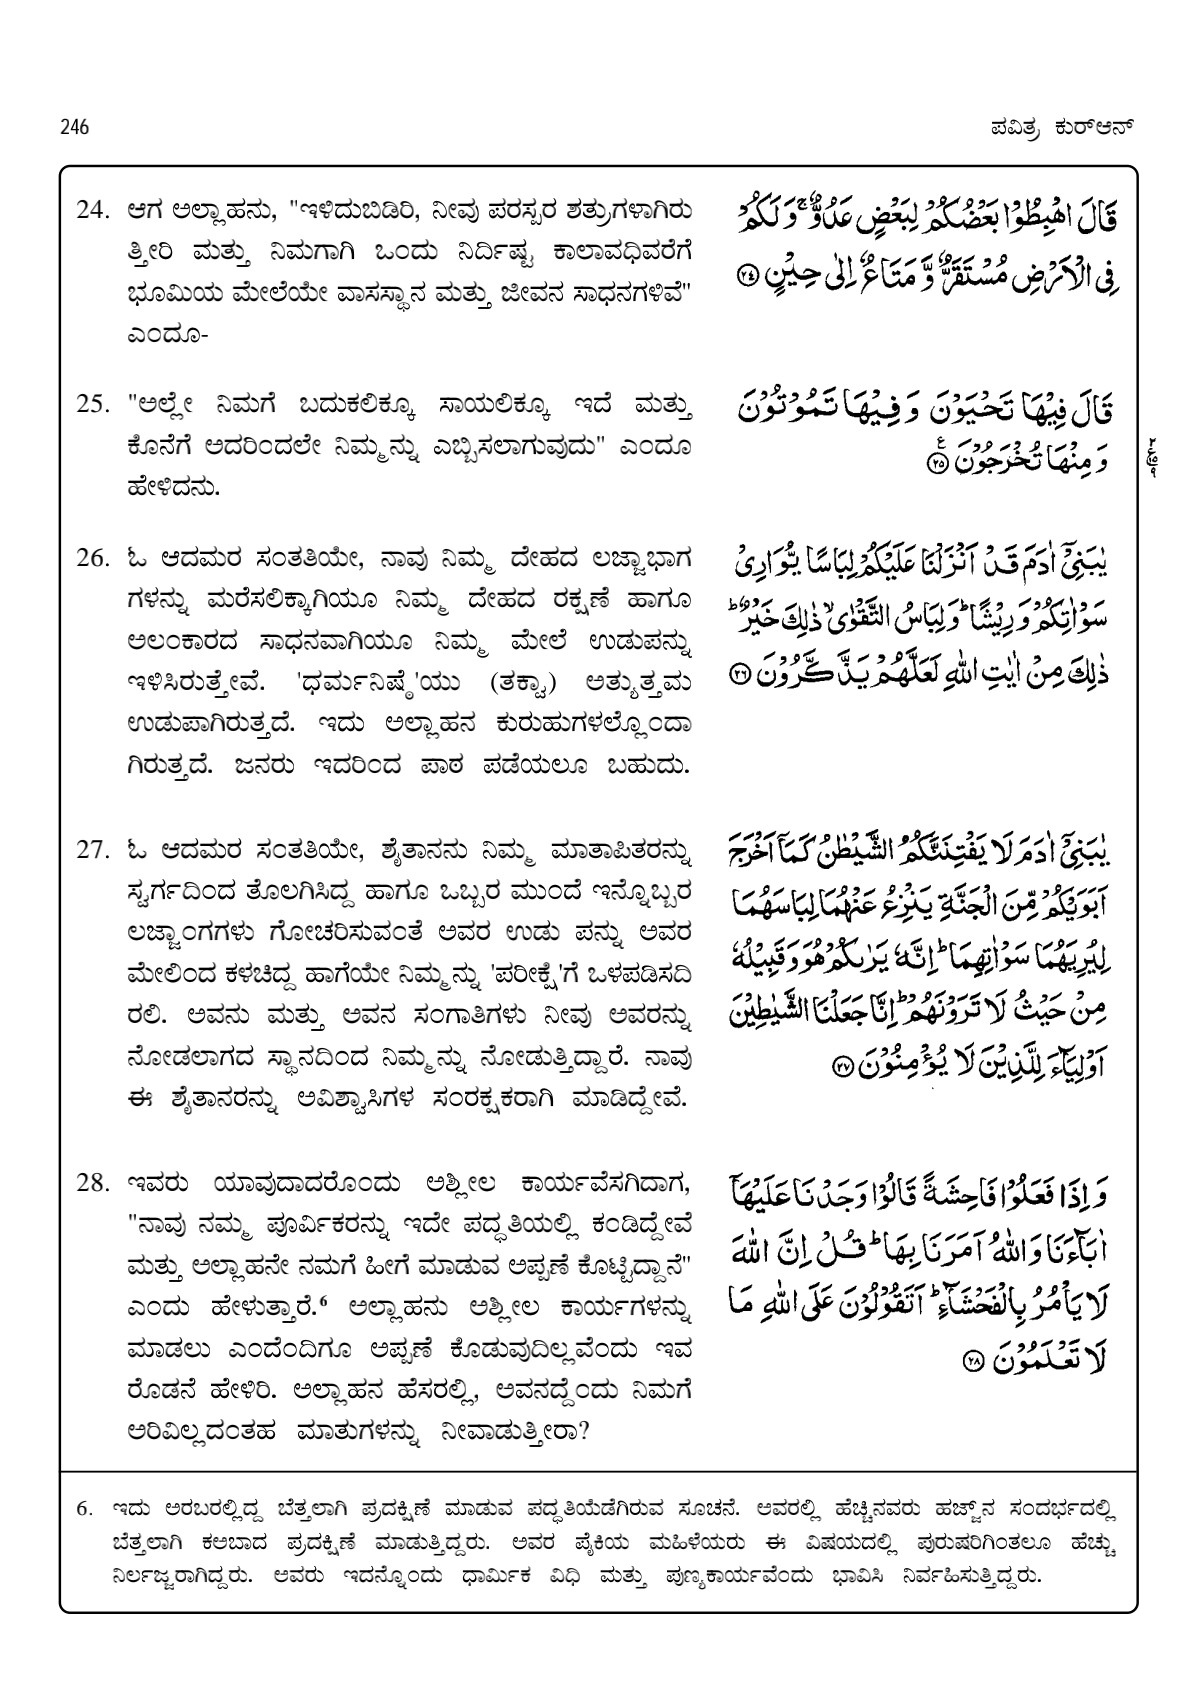 246
ಪವಿತ್ರ ಕುರ್‌ಆನ್
24. ಆಗ ಅಲ್ಲಾಹನು, "ಇಳಿದುಬಿಡಿರಿ, ನೀವು ಪರಸ್ಪರ ಶತ್ರುಗಳಾಗಿರು
ತ್ತೀರಿ ಮತ್ತು ನಿಮಗಾಗಿ ಒಂದು ನಿರ್ದಿಷ್ಟ ಕಾಲಾವಧಿವರೆಗೆ
ಭೂಮಿಯ ಮೇಲೆಯೇ ವಾಸಸ್ಥಾನ ಮತ್ತು ಜೀವನ ಸಾಧನಗಳಿವೆ"
ಎಂದೂ-
قَالَ اهْبِطُوْا بَعْضُكُمْ لِبَعْضٍ عَدُوٌّ ۚ وَلَكُمْ
فِى الْاَرْضِ مُسْتَقَرٌّ وَّ مَتَاعٌ اِلٰى حِيْنٍ ﴿٢٤﴾
25. "ಅಲ್ಲೇ ನಿಮಗೆ ಬದುಕಲಿಕ್ಕೂ ಸಾಯಲಿಕ್ಕೂ ಇದೆ ಮತ್ತು
ಕೊನೆಗೆ ಅದರಿಂದಲೇ ನಿಮ್ಮನ್ನು ಎಬ್ಬಿಸಲಾಗುವುದು" ಎಂದೂ
ಹೇಳಿದನು.
قَالَ فِيْهَا تَحْيَوْنَ وَ فِيْهَا تَمُوْتُوْنَ
وَ مِنْهَا تُخْرَجُوْنَ ﴿٢٥﴾
26. ಓ ಆದಮರ ಸಂತತಿಯೇ, ನಾವು ನಿಮ್ಮ ದೇಹದ ಲಜ್ಜಾಭಾಗ
ಗಳನ್ನು ಮರೆಸಲಿಕ್ಕಾಗಿಯೂ ನಿಮ್ಮ ದೇಹದ ರಕ್ಷಣೆ ಹಾಗೂ
ಅಲಂಕಾರದ ಸಾಧನವಾಗಿಯೂ ನಿಮ್ಮ ಮೇಲೆ ಉಡುಪನ್ನು
ಇಳಿಸಿರುತ್ತೇವೆ. 'ಧರ್ಮನಿಷ್ಠೆ'ಯು (ತಕ್ವಾ) ಅತ್ಯುತ್ತಮ
ಉಡುಪಾಗಿರುತ್ತದೆ. ಇದು ಅಲ್ಲಾಹನ ಕುರುಹುಗಳಲ್ಲೊಂದಾ
ಗಿರುತ್ತದೆ. ಜನರು ಇದರಿಂದ ಪಾಠ ಪಡೆಯಲೂ ಬಹುದು.
يٰبَنِىْۤ اٰدَمَ قَدْ اَنْزَلْنَا عَلَيْكُمْ لِبَاسًا يُّوَارِىْ
سَوْاٰتِكُمْ وَرِيْشًا ؕ وَلِبَاسُ التَّقْوٰى ۙ ذٰلِكَ خَيْرٌ ؕ
ذٰلِكَ مِنْ اٰيٰتِ اللّٰهِ لَعَلَّهُمْ يَذَّكَّرُوْنَ ﴿٢٦﴾
27. ಓ ಆದಮರ ಸಂತತಿಯೇ, ಶೈತಾನನು ನಿಮ್ಮ ಮಾತಾಪಿತರನ್ನು
ಸ್ವರ್ಗದಿಂದ ತೊಲಗಿಸಿದ್ದ ಹಾಗೂ ಒಬ್ಬರ ಮುಂದೆ ಇನ್ನೊಬ್ಬರ
ಲಜ್ಜಾಂಗಗಳು ಗೋಚರಿಸುವಂತೆ ಅವರ ಉಡು ಪನ್ನು ಅವರ
ಮೇಲಿಂದ ಕಳಚಿದ್ದ ಹಾಗೆಯೇ ನಿಮ್ಮನ್ನು 'ಪರೀಕ್ಷೆ'ಗೆ ಒಳಪಡಿಸದಿ
ರಲಿ. ಅವನು ಮತ್ತು ಅವನ ಸಂಗಾತಿಗಳು ನೀವು ಅವರನ್ನು
ನೋಡಲಾಗದ ಸ್ಥಾನದಿಂದ ನಿಮ್ಮನ್ನು ನೋಡುತ್ತಿದ್ದಾರೆ. ನಾವು
ಈ ಶೈತಾನರನ್ನು ಅವಿಶ್ವಾಸಿಗಳ ಸಂರಕ್ಷಕರಾಗಿ ಮಾಡಿದ್ದೇವೆ.
يٰبَنِىْۤ اٰدَمَ لَا يَفْتِنَنَّكُمُ الشَّيْطٰنُ كَمَاۤ اَخْرَجَ
اَبَوَيْكُمْ مِّنَ الْجَنَّةِ يَنْزِعُ عَنْهُمَا لِبَاسَهُمَا
لِيُرِيَهُمَا سَوْاٰتِهِمَا ؕ اِنَّهٗ يَرٰىكُمْ هُوَ وَقَبِيْلُهٗ
مِنْ حَيْثُ لَا تَرَوْنَهُمْ ؕ اِنَّا جَعَلْنَا الشَّيٰطِيْنَ
اَوْلِيَآءَ لِلَّذِيْنَ لَا يُؤْمِنُوْنَ ﴿٢٧﴾
28. ಇವರು ಯಾವುದಾದರೊಂದು ಅಶ್ಲೀಲ ಕಾರ್ಯವೆಸಗಿದಾಗ,
"ನಾವು ನಮ್ಮ ಪೂರ್ವಿಕರನ್ನು ಇದೇ ಪದ್ಧತಿಯಲ್ಲಿ ಕಂಡಿದ್ದೇವೆ
ಮತ್ತು ಅಲ್ಲಾಹನೇ ನಮಗೆ ಹೀಗೆ ಮಾಡುವ ಅಪ್ಪಣೆ ಕೊಟ್ಟಿದ್ದಾನೆ"
ಎಂದು ಹೇಳುತ್ತಾರೆ.⁶ ಅಲ್ಲಾಹನು ಅಶ್ಲೀಲ ಕಾರ್ಯಗಳನ್ನು
ಮಾಡಲು ಎಂದೆಂದಿಗೂ ಅಪ್ಪಣೆ ಕೊಡುವುದಿಲ್ಲವೆಂದು ಇವ
ರೊಡನೆ ಹೇಳಿರಿ. ಅಲ್ಲಾಹನ ಹೆಸರಲ್ಲಿ, ಅವನದ್ದೆಂದು ನಿಮಗೆ
ಅರಿವಿಲ್ಲದಂತಹ ಮಾತುಗಳನ್ನು ನೀವಾಡುತ್ತೀರಾ?
وَ اِذَا فَعَلُوْا فَاحِشَةً قَالُوْا وَجَدْنَا عَلَيْهَاۤ
اٰبَآءَنَا وَاللّٰهُ اَمَرَنَا بِهَا ؕ قُلْ اِنَّ اللّٰهَ
لَا يَاْمُرُ بِالْفَحْشَآءِ ؕ اَتَقُوْلُوْنَ عَلَى اللّٰهِ مَا
لَا تَعْلَمُوْنَ ﴿٢٨﴾
6. ಇದು ಅರಬರಲ್ಲಿದ್ದ ಬೆತ್ತಲಾಗಿ ಪ್ರದಕ್ಷಿಣೆ ಮಾಡುವ ಪದ್ಧತಿಯೆಡೆಗಿರುವ ಸೂಚನೆ. ಅವರಲ್ಲಿ ಹೆಚ್ಚಿನವರು ಹಜ್ಜ್‌ನ ಸಂದರ್ಭದಲ್ಲಿ
ಬೆತ್ತಲಾಗಿ ಕಅಬಾದ ಪ್ರದಕ್ಷಿಣೆ ಮಾಡುತ್ತಿದ್ದರು. ಅವರ ಪೈಕಿಯ ಮಹಿಳೆಯರು ಈ ವಿಷಯದಲ್ಲಿ ಪುರುಷರಿಗಿಂತಲೂ ಹೆಚ್ಚು
ನಿರ್ಲಜ್ಜರಾಗಿದ್ದರು. ಅವರು ಇದನ್ನೊಂದು ಧಾರ್ಮಿಕ ವಿಧಿ ಮತ್ತು ಪುಣ್ಯಕಾರ್ಯವೆಂದು ಭಾವಿಸಿ ನಿರ್ವಹಿಸುತ್ತಿದ್ದರು.